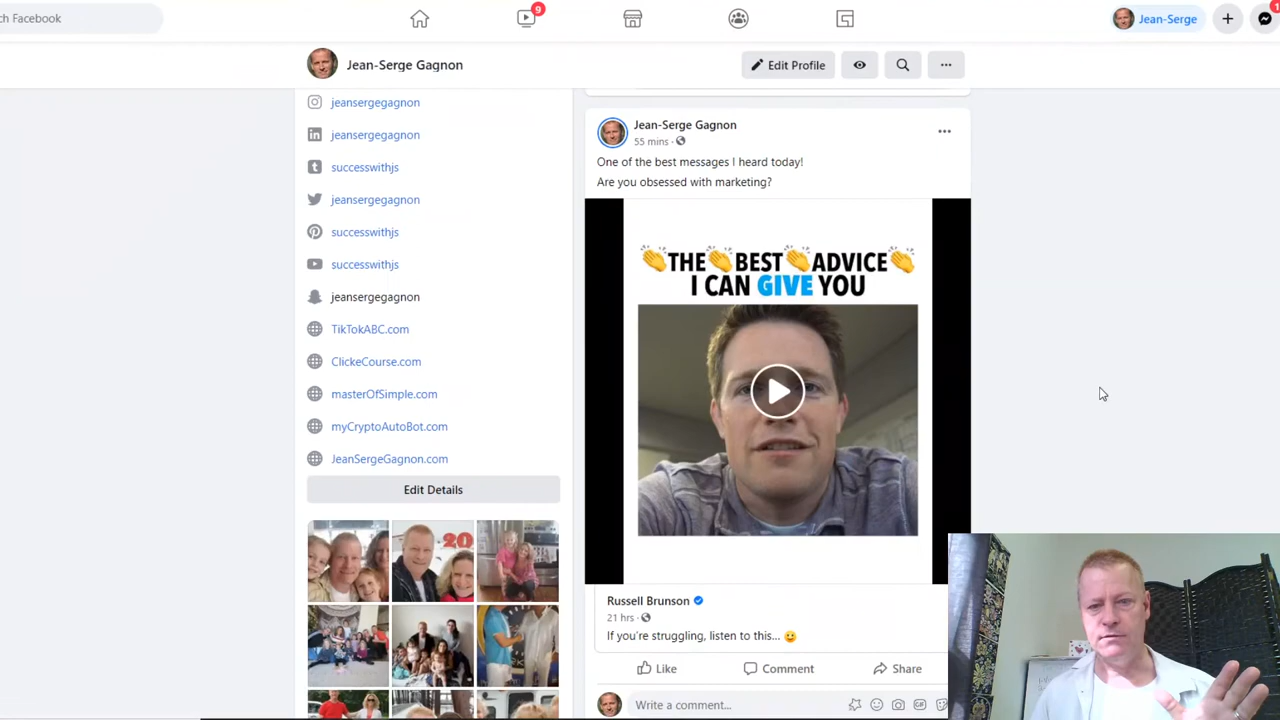 ch Facebook
9
Jean-Serge
1
Jean-Serge Gagnon
Edit Profile
jeansergegagnon
jeansergegagnon
successwithjs
jeansergegagnon
successwithjs
successwithjs
jeansergegagnon
TikTokABC.com
ClickeCourse.com
masterOfSimple.com
myCryptoAutoBot.com
JeanSergeGagnon.com
Edit Details
20
Jean-Serge Gagnon
55 mins ·
One of the best messages I heard today!
Are you obsessed with marketing?
👏THE👏BEST👏ADVICE👏
I CAN GIVE YOU
Russell Brunson
21 hrs ·
If you're struggling, listen to this... 🙂
Like
Comment
Share
Write a comment...
GIF